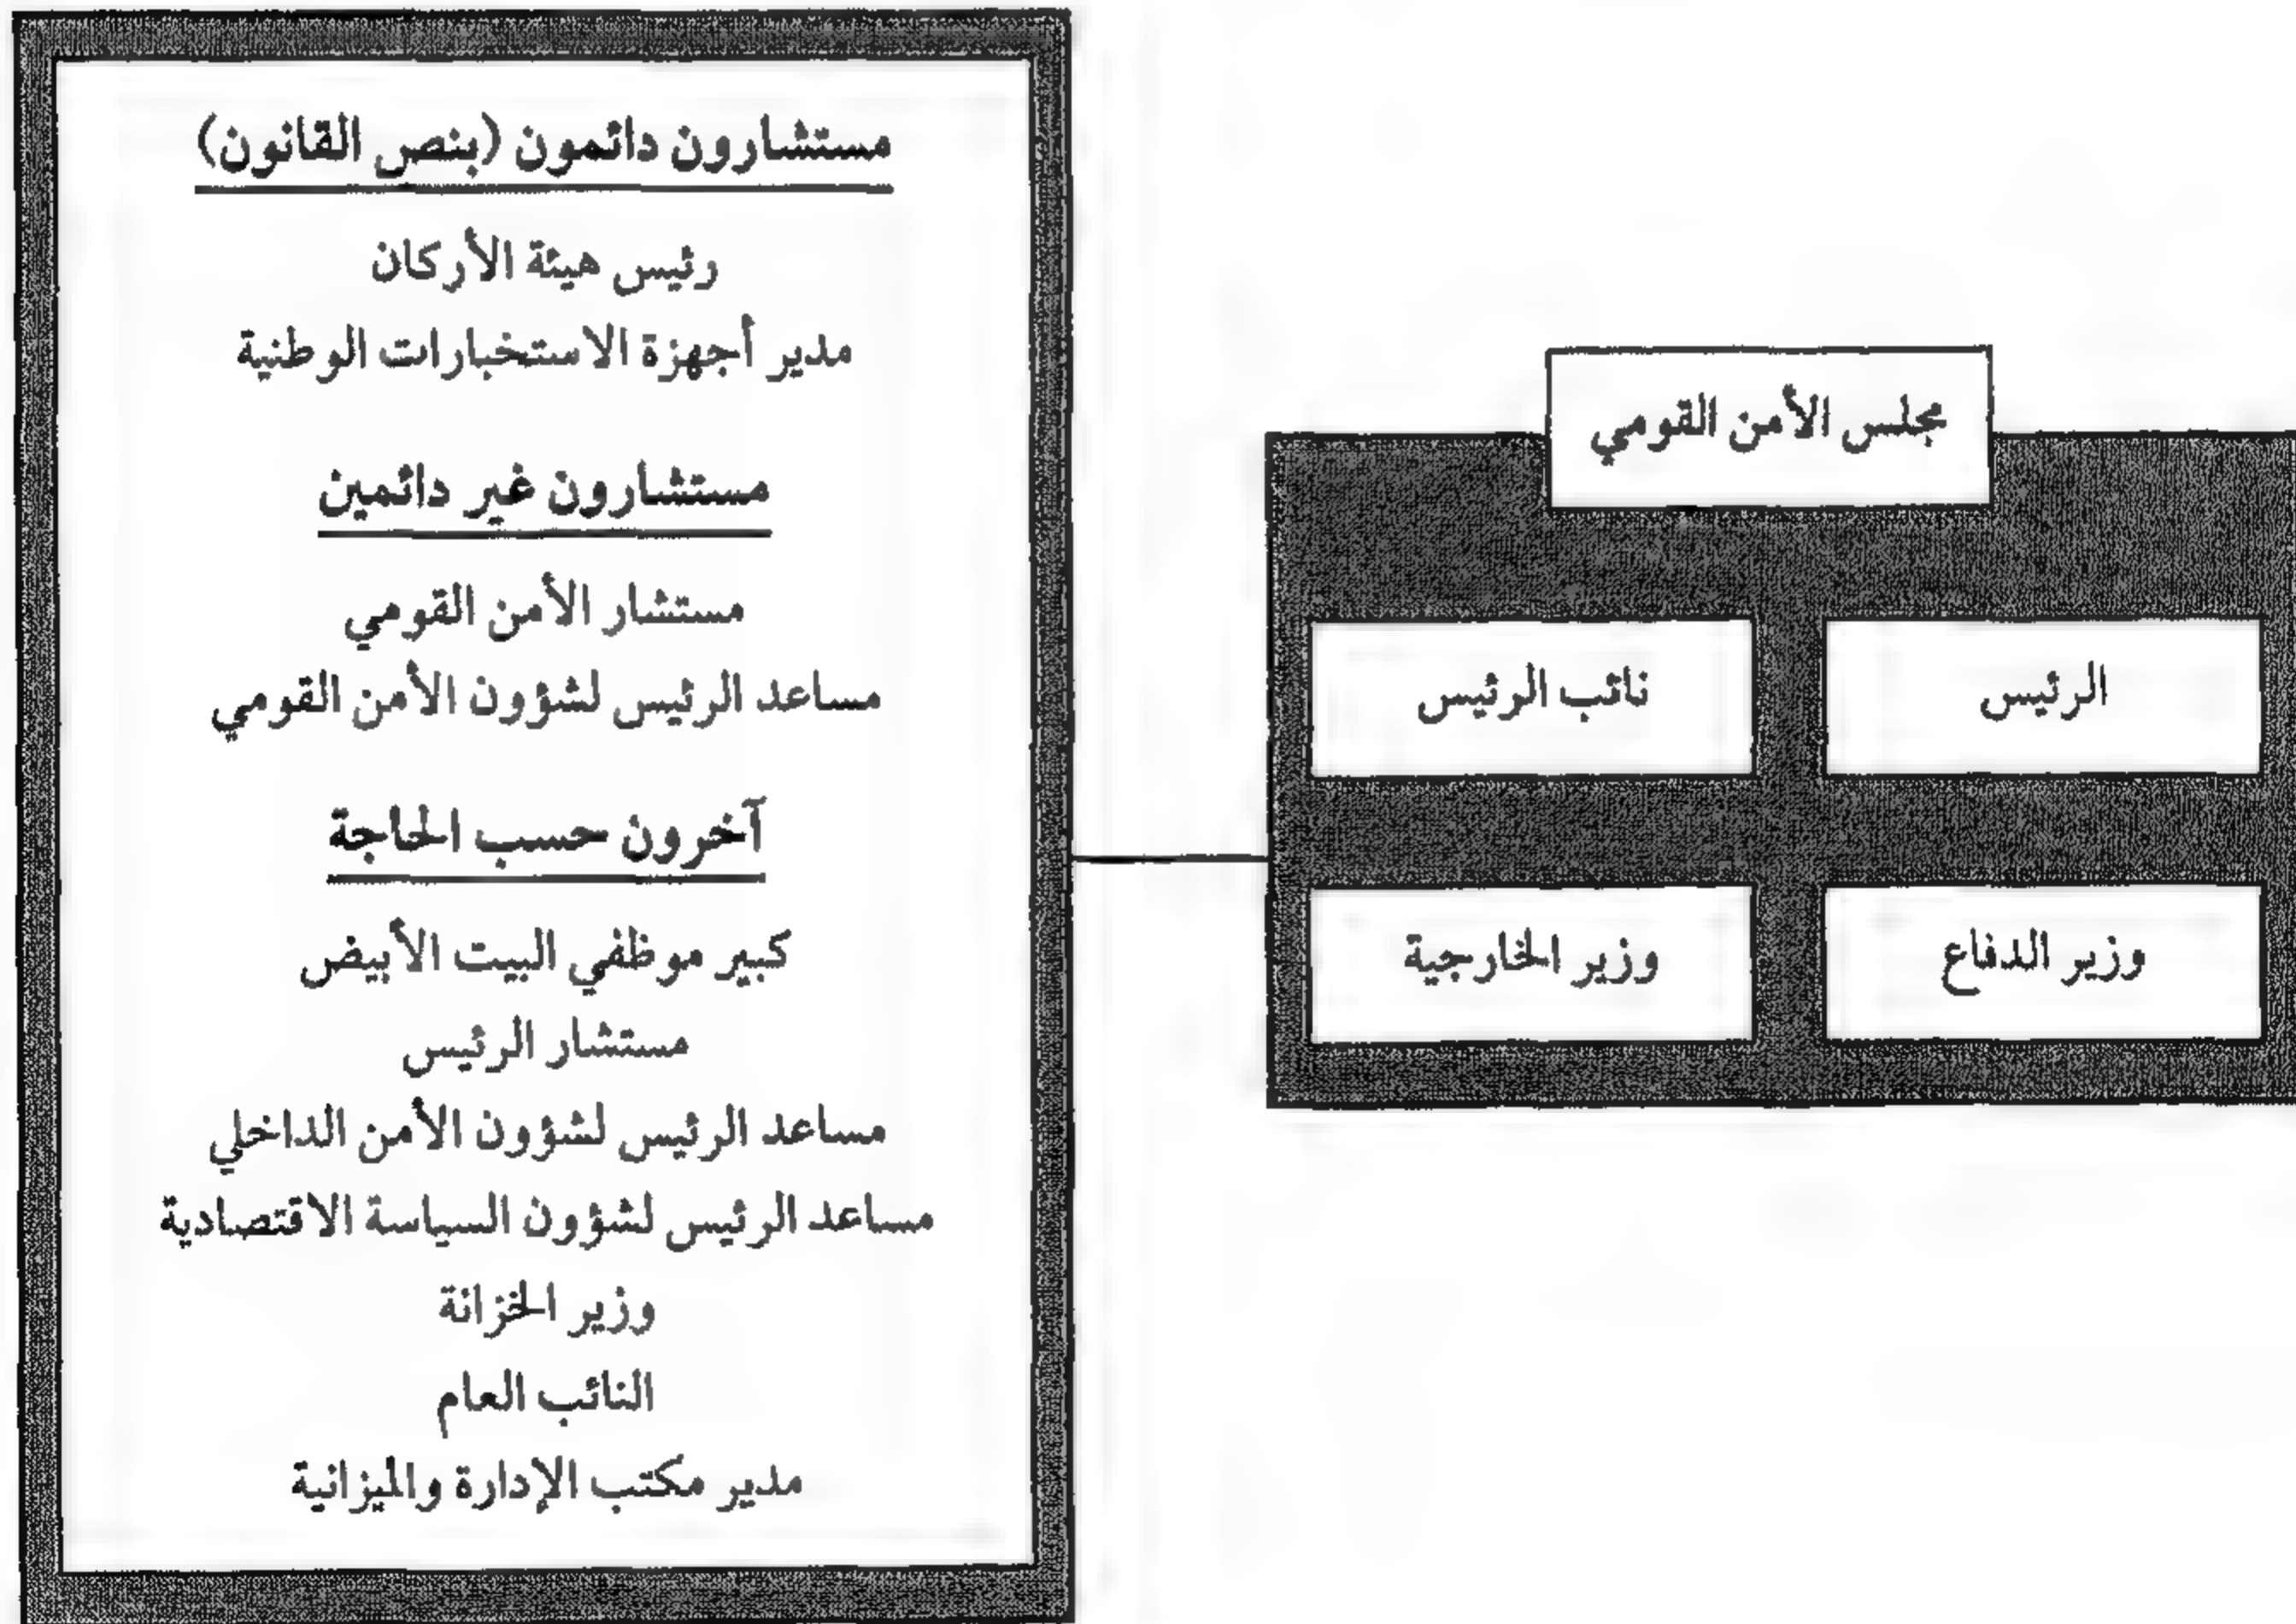 مجلس الأمن القومي
الرئيس
نائب الرئيس
وزير الدفاع
وزير الخارجية
مستشارون دائمون (بنص القانون)
رئيس هيئة الأركان
مدير أجهزة الاستخبارات الوطنية
مستشارون غير دائمين
مستشار الأمن القومي
مساعد الرئيس لشؤون الأمن القومي
آخرون حسب الحاجة
كبير موظفي البيت الأبيض
مستشار الرئيس
مساعد الرئيس لشؤون الأمن الداخلي
مساعد الرئيس لشؤون السياسة الاقتصادية
وزير الخزانة
النائب العام
مدير مكتب الإدارة والميزانية